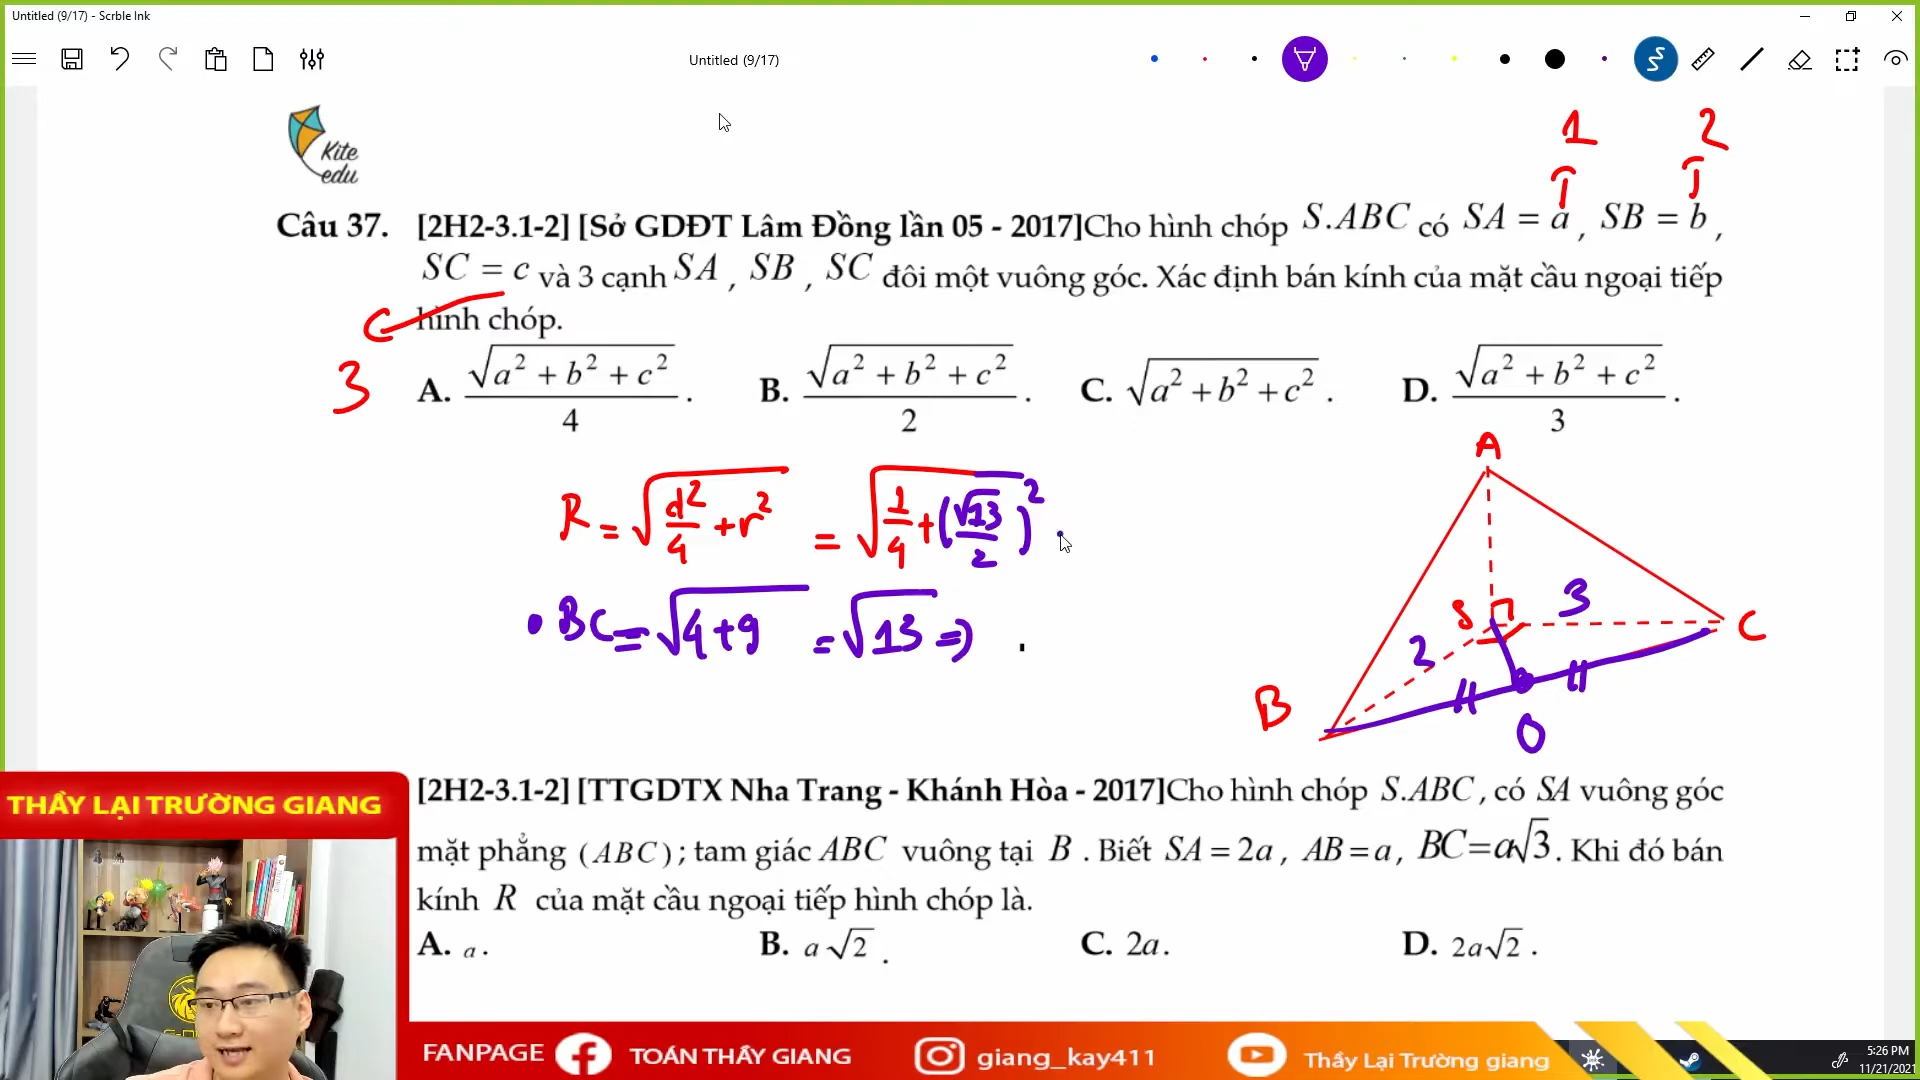 Untitled (9/17) - Scrble Ink
Untitled (9/17)
Kite
edu
1 2
Câu 37. [2H2-3.1-2] [Sở GDĐT Lâm Đồng lần 05 - 2017]Cho hình chóp S.ABC có SA = a , SB = b ,
SC = c và 3 cạnh SA , SB , SC đôi một vuông góc. Xác định bán kính của mặt cầu ngoại tiếp
hình chóp.
3
A. √(a² + b² + c²)/4 . B. √(a² + b² + c²)/2 . C. √(a² + b² + c²) . D. √(a² + b² + c²)/3 .
R = √(d²/4 + r²) = √(1/4 + (√13/2)²)
• BC = √(4+9) = √13 ⇒ .
A
S 3 C
2
B O
[2H2-3.1-2] [TTGDTX Nha Trang - Khánh Hòa - 2017]Cho hình chóp S.ABC , có SA vuông góc
mặt phẳng (ABC) ; tam giác ABC vuông tại B . Biết SA = 2a , AB = a , BC = a√3 . Khi đó bán
kính R của mặt cầu ngoại tiếp hình chóp là.
A. a . B. a√2 . C. 2a . D. 2a√2 .
THẦY LẠI TRƯỜNG GIANG
FANPAGE TOÁN THẦY GIANG giang_kay411 Thầy Lại Trường giang
5:26 PM
11/21/2021